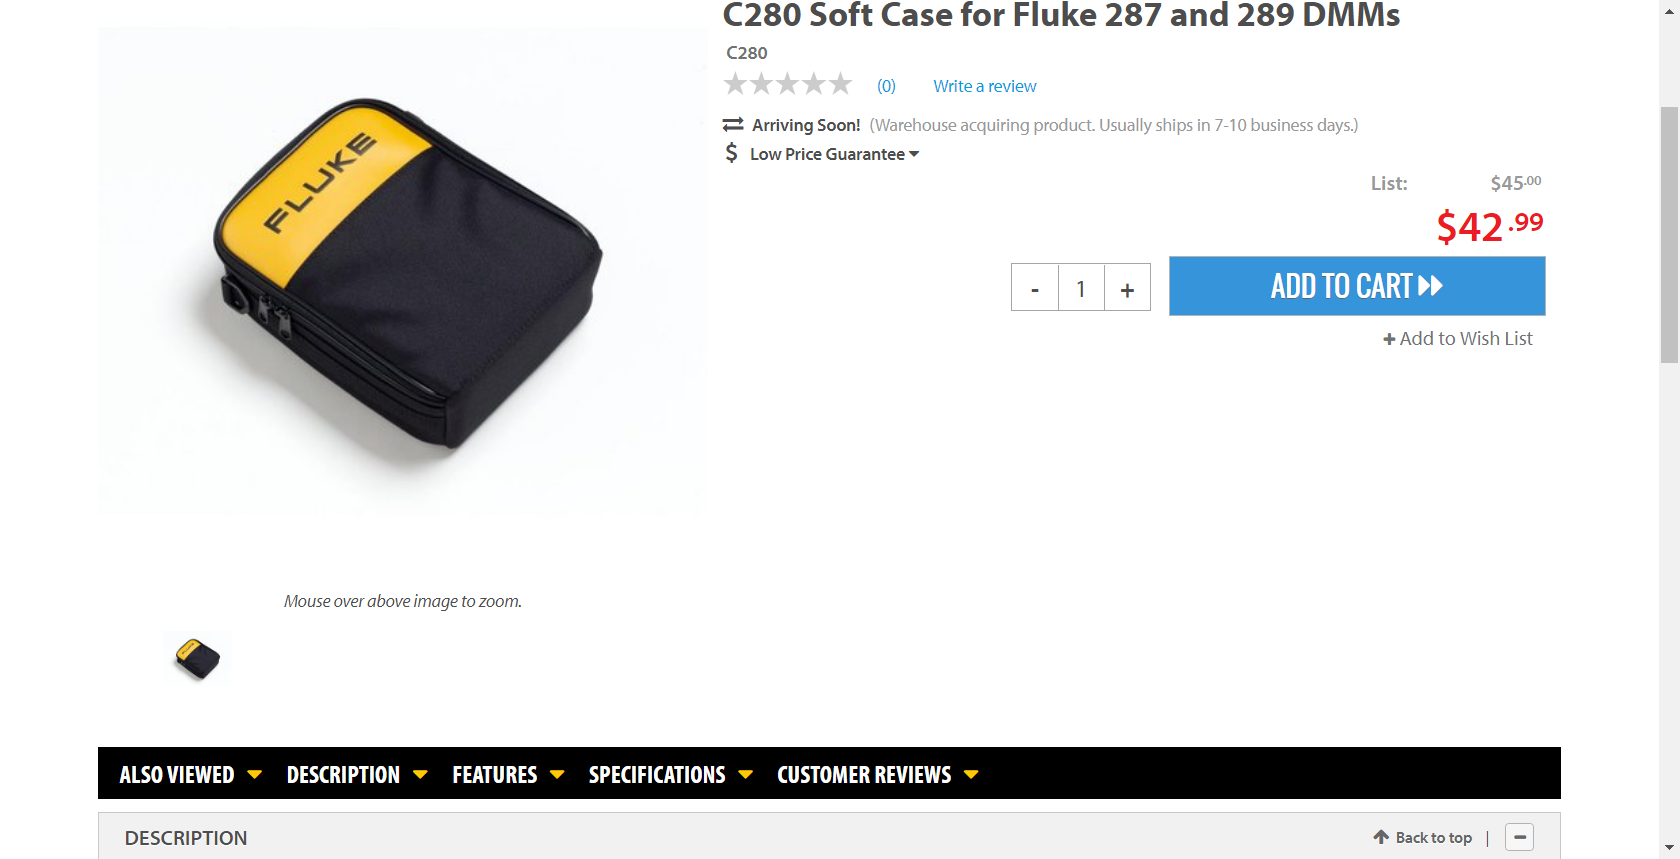 C280 Soft Case for Fluke 287 and 289 DMMs
C280
(0) Write a review
Arriving Soon! (Warehouse acquiring product. Usually ships in 7-10 business days.)
$ Low Price Guarantee
List: $45.00
$42.99
- 1 +
ADD TO CART
+ Add to Wish List
FLUKE
Mouse over above image to zoom.
FLUKE
ALSO VIEWED DESCRIPTION FEATURES SPECIFICATIONS CUSTOMER REVIEWS
DESCRIPTION Back to top |